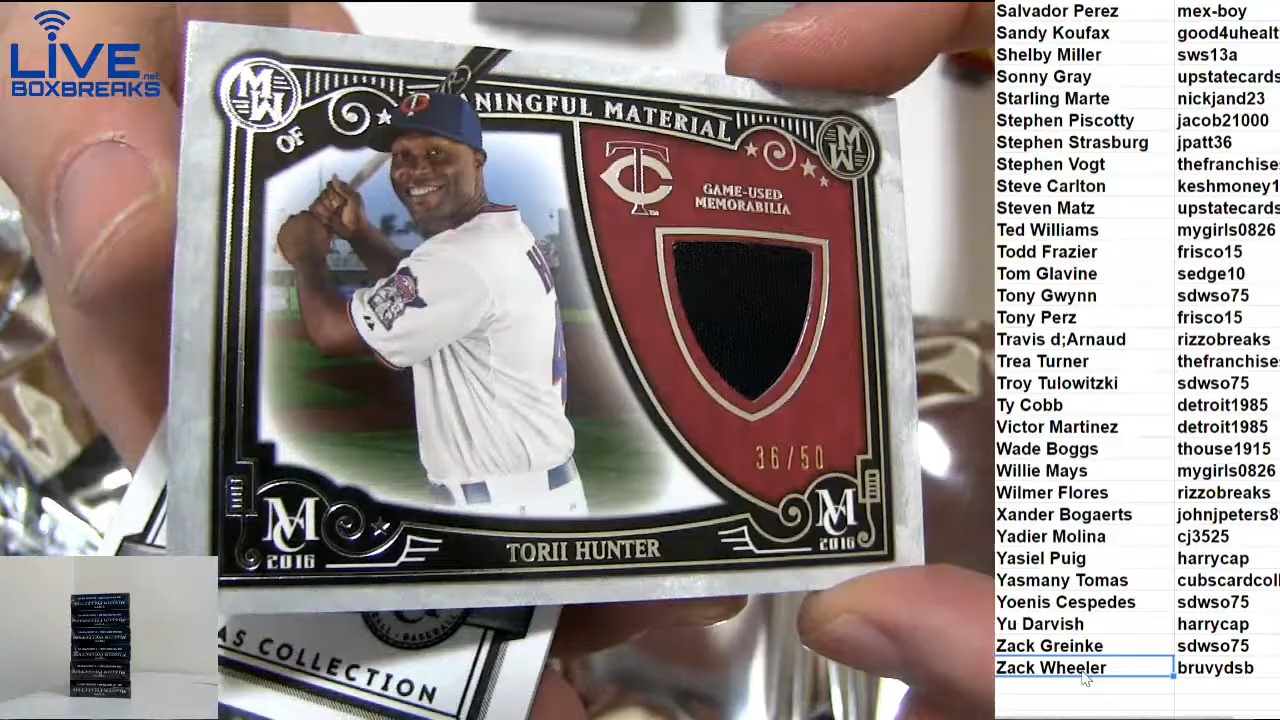 LIVE.net
BOXBREAKS
MW
OF
MEANINGFUL MATERIAL
MW
TC
GAME-USED
MEMORABILIA
36/50
MC
2016
TORII HUNTER
MC
2016
AS COLLECTION
Salvador Perez mex-boy
Sandy Koufax good4uhealt
Shelby Miller sws13a
Sonny Gray upstatecards
Starling Marte nickjand23
Stephen Piscotty jacob21000
Stephen Strasburg jpatt36
Stephen Vogt thefranchise
Steve Carlton keshmoney1
Steven Matz upstatecards
Ted Williams mygirls0826
Todd Frazier frisco15
Tom Glavine sedge10
Tony Gwynn sdwso75
Tony Perz frisco15
Travis d;Arnaud rizzobreaks
Trea Turner thefranchise
Troy Tulowitzki sdwso75
Ty Cobb detroit1985
Victor Martinez detroit1985
Wade Boggs thouse1915
Willie Mays mygirls0826
Wilmer Flores rizzobreaks
Xander Bogaerts johnjpeters8
Yadier Molina cj3525
Yasiel Puig harrycap
Yasmany Tomas cubscardcoll
Yoenis Cespedes sdwso75
Yu Darvish harrycap
Zack Greinke sdwso75
Zack Wheeler bruvydsb